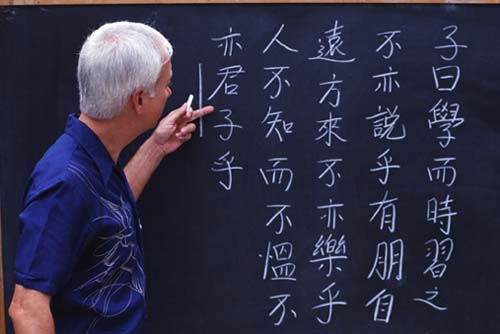 子曰學而時習之
不亦説乎有朋自
遠方來不亦樂乎
人不知而不慍不
亦君子乎